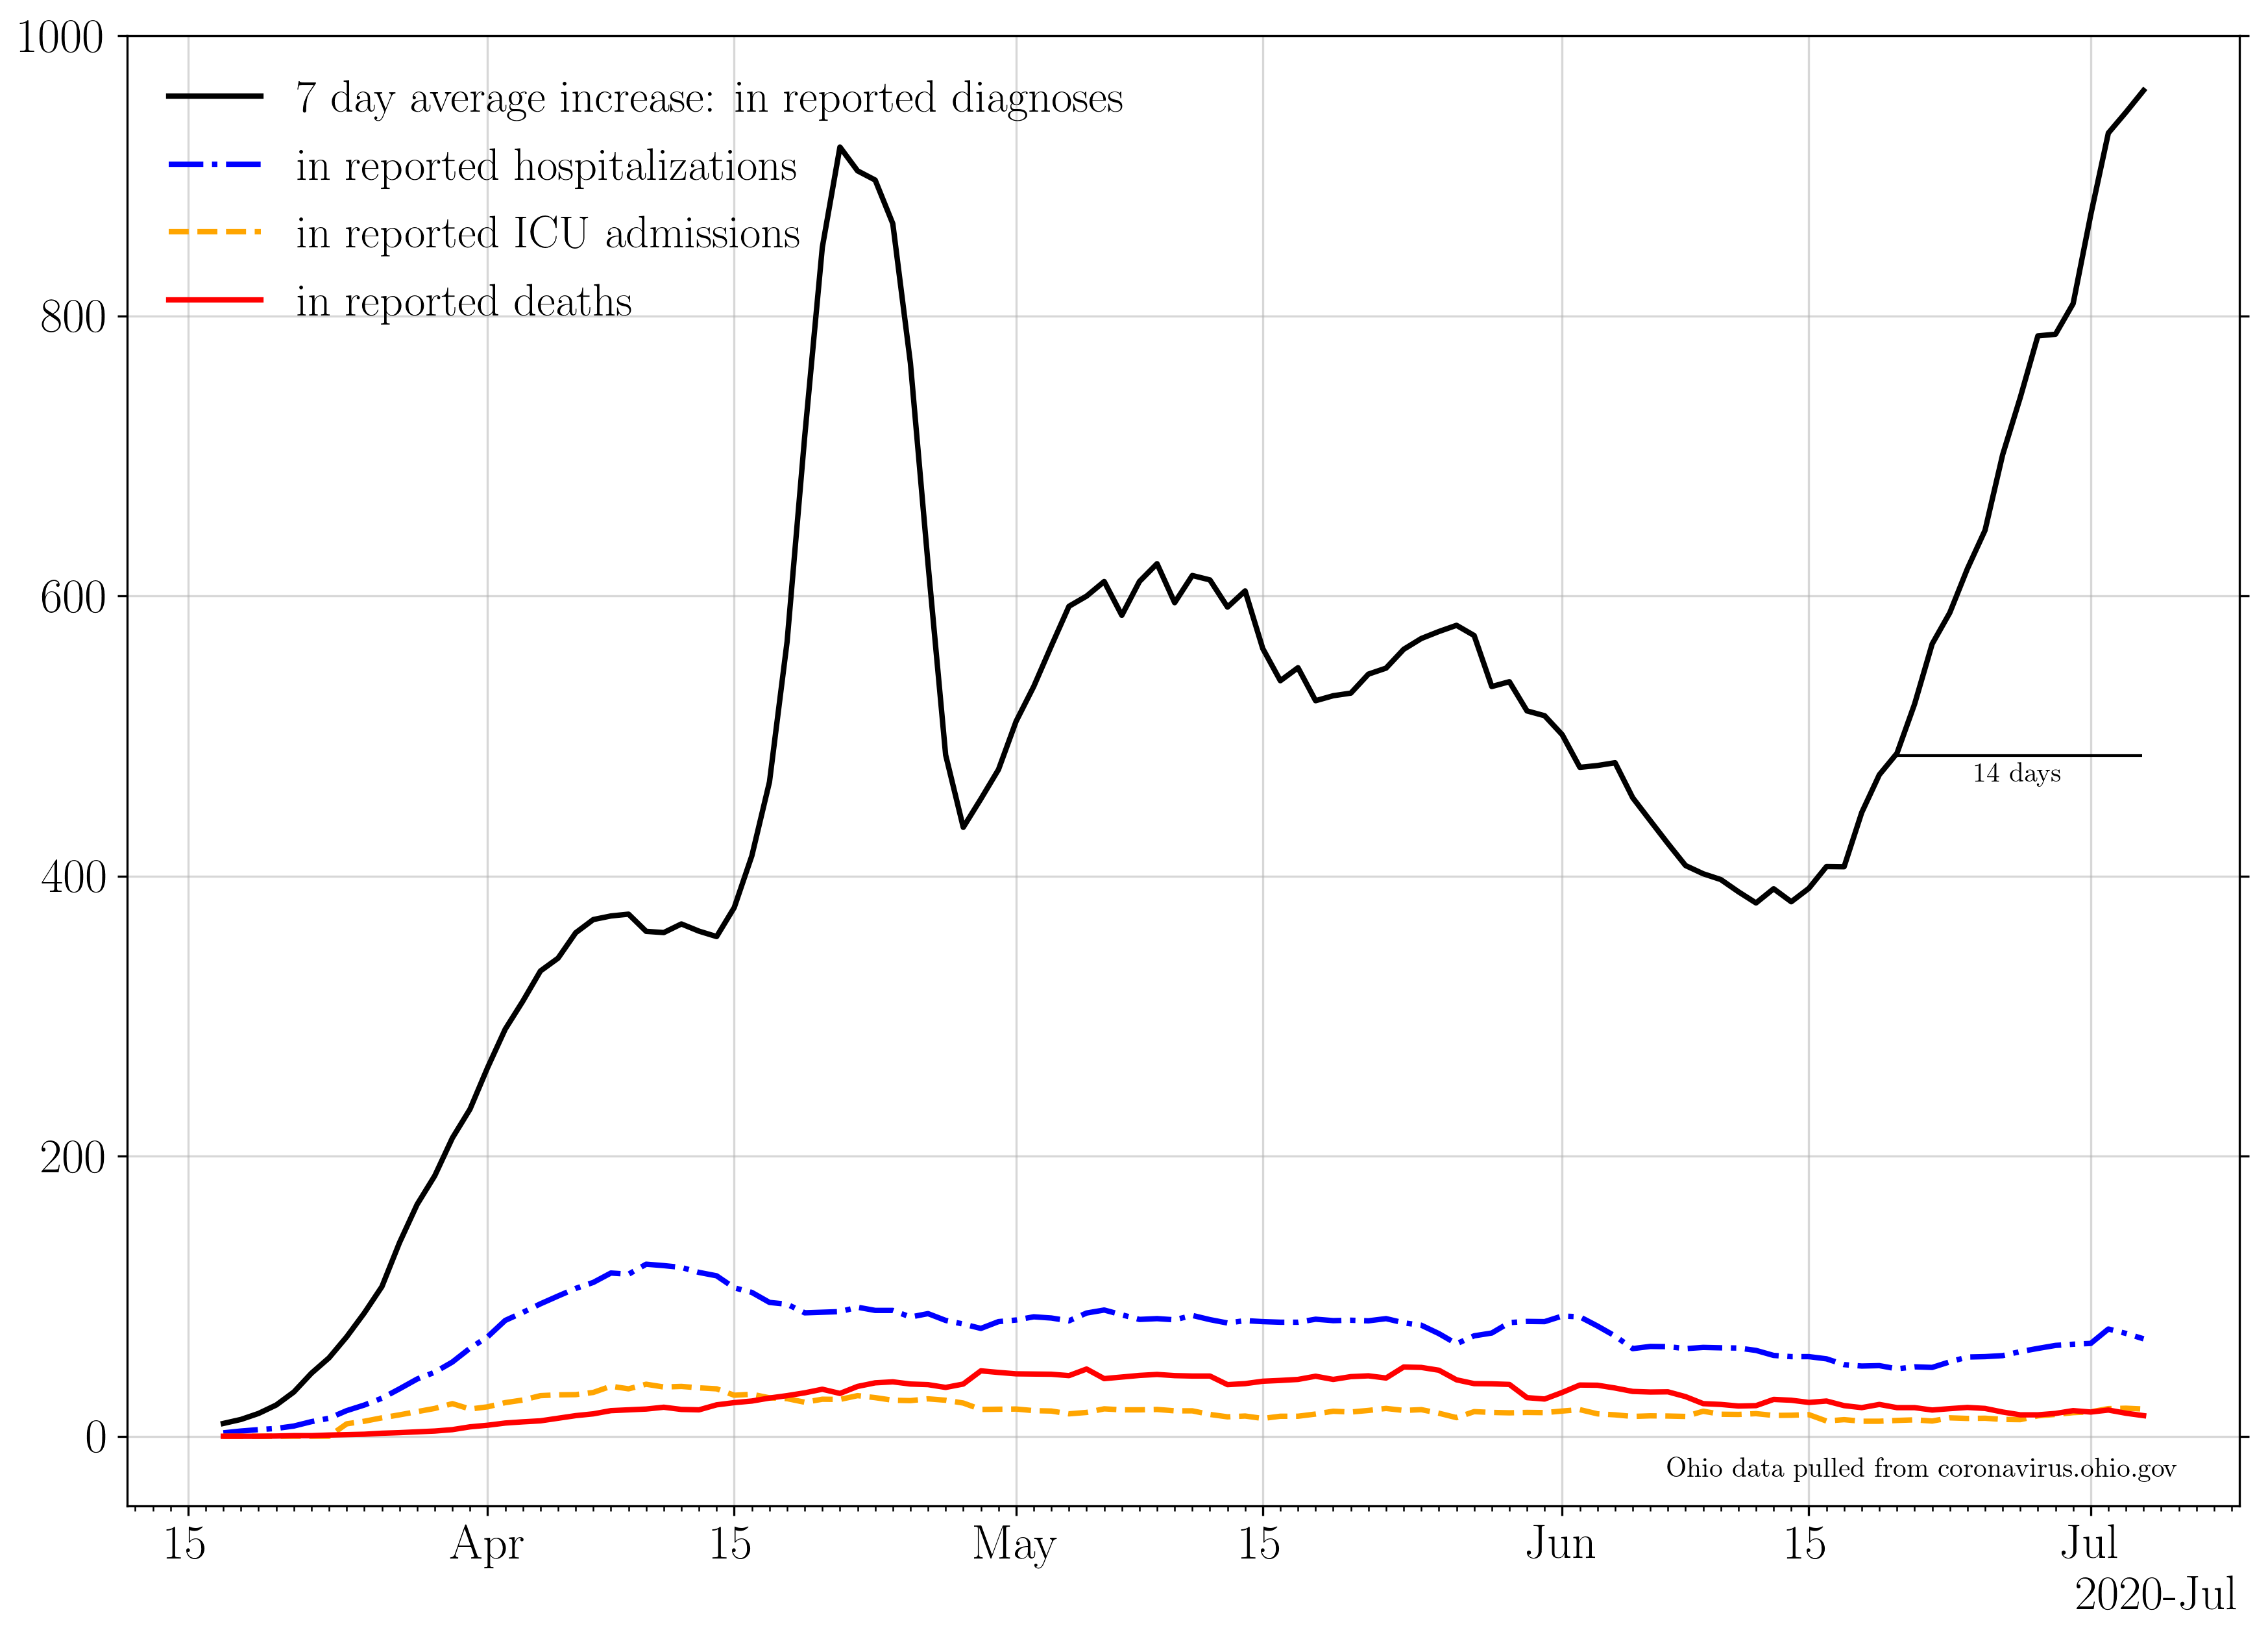 1000
7 day average increase: in reported diagnoses
in reported hospitalizations
in reported ICU admissions
in reported deaths
800
600
14 days
400
200
0
Ohio data pulled from coronavirus.ohio.gov
15 Apr 15 May 15 Jun 15 Jul
2020-Jul